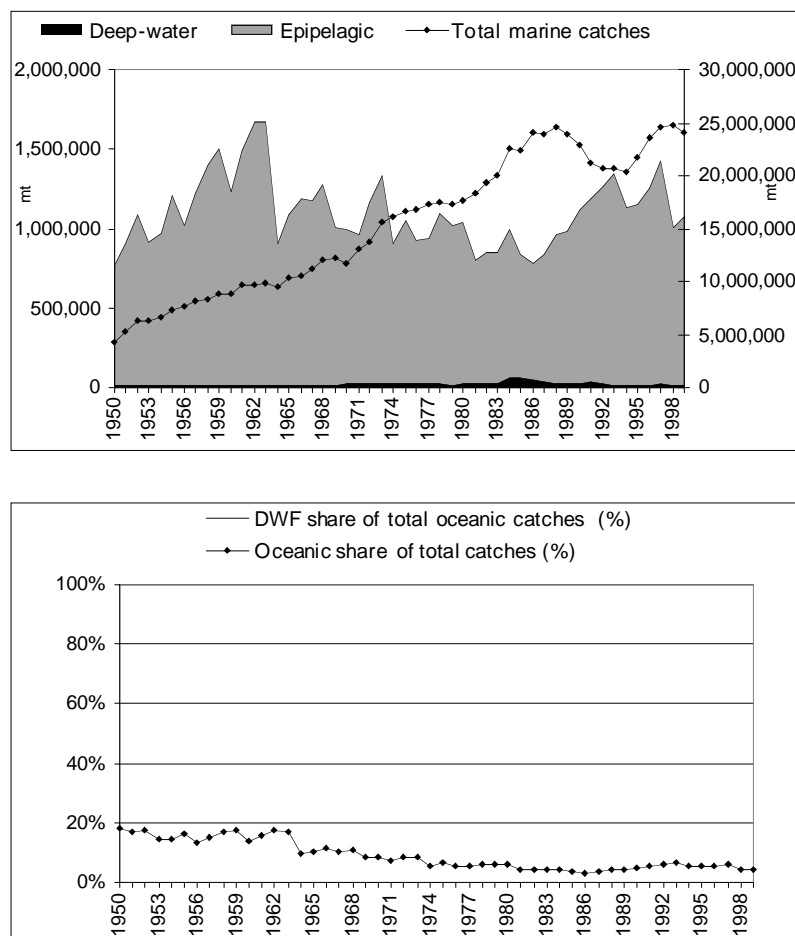 Deep-water Epipelagic Total marine catches
2,000,000 30,000,000
25,000,000
1,500,000
20,000,000
mt 1,000,000 15,000,000 mt
10,000,000
500,000
5,000,000
0 0
1950 1953 1956 1959 1962 1965 1968 1971 1974 1977 1980 1983 1986 1989 1992 1995 1998
DWF share of total oceanic catches (%)
Oceanic share of total catches (%)
100%
80%
60%
40%
20%
0%
1950 1953 1956 1959 1962 1965 1968 1971 1974 1977 1980 1983 1986 1989 1992 1995 1998